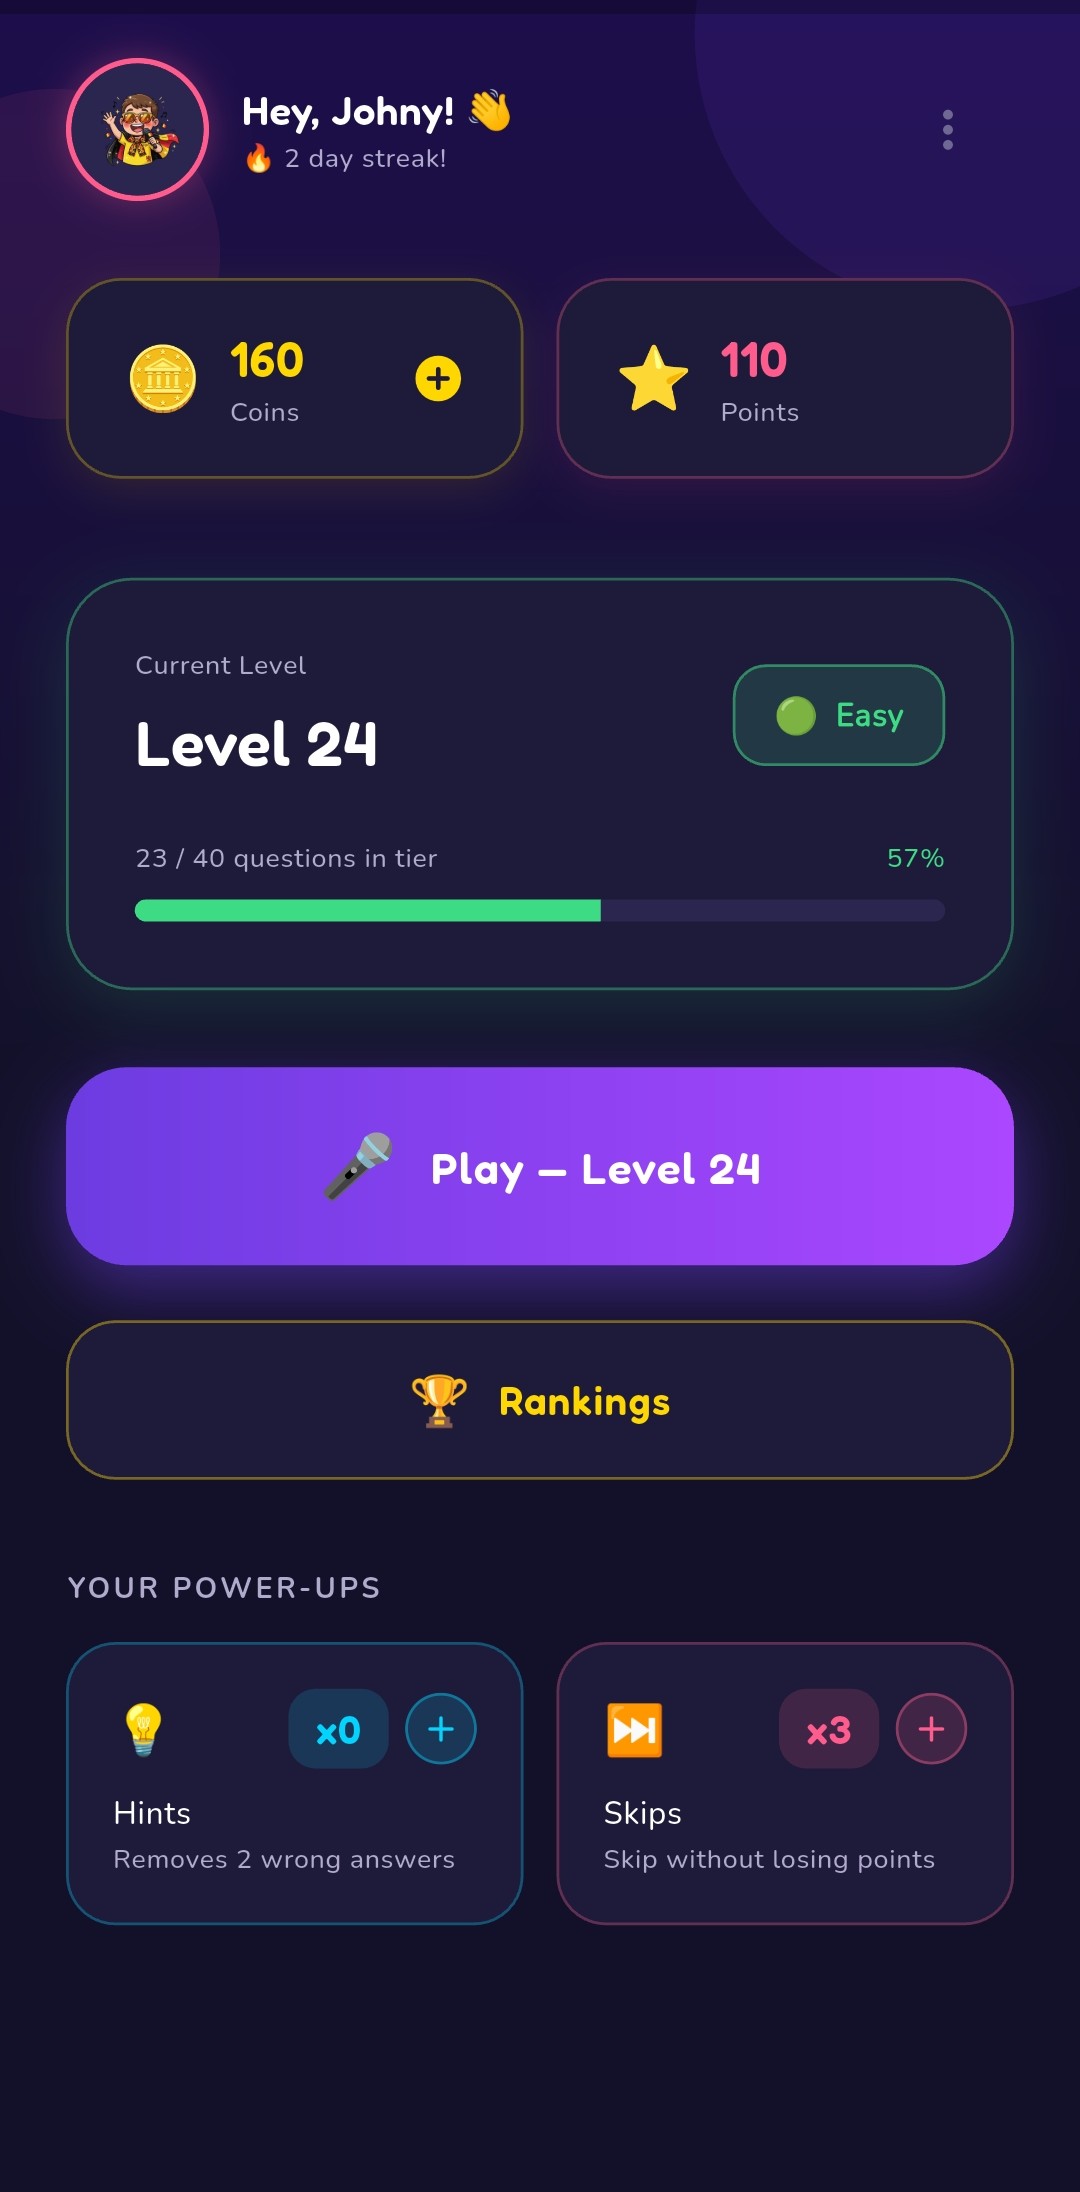 Hey, Johny! 👋
🔥 2 day streak!
160
Coins
110
Points
Current Level
Level 24
Easy
23 / 40 questions in tier
57%
Play – Level 24
Rankings
YOUR POWER-UPS
x0
x3
Hints
Removes 2 wrong answers
Skips
Skip without losing points